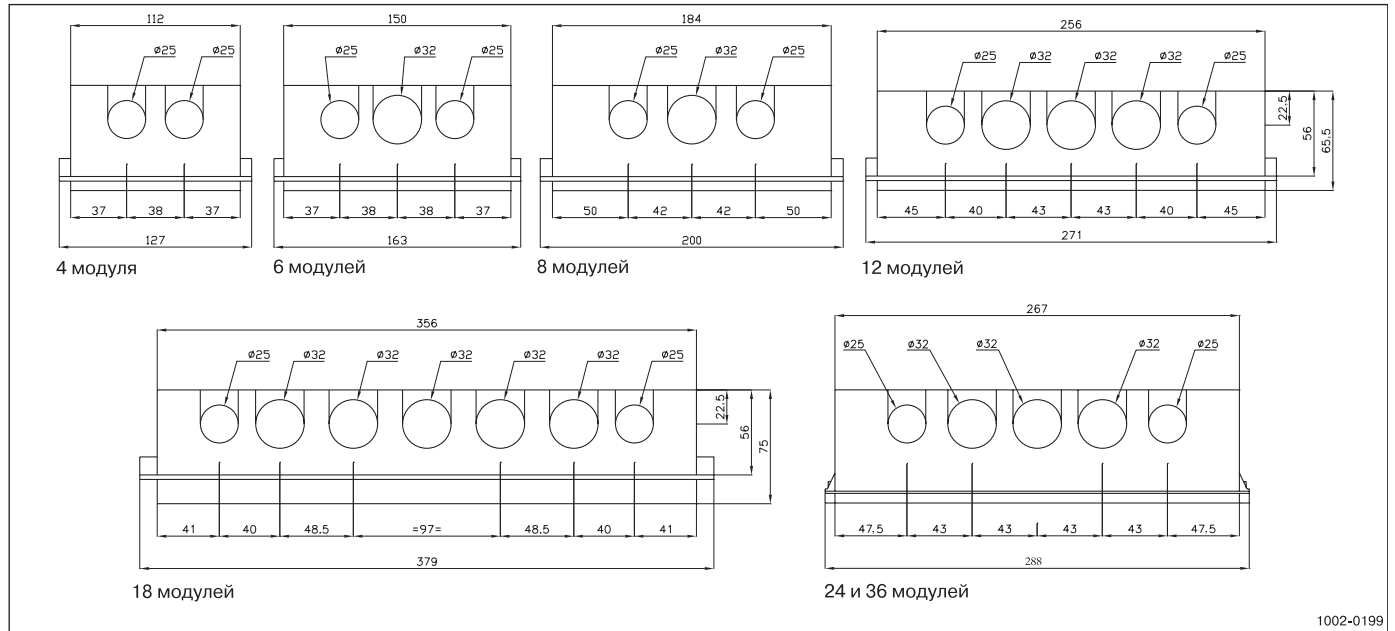 112
ø25 ø25
37 38 37
127
4 модуля
150
ø25 ø32 ø25
37 38 38 37
163
6 модулей
184
ø25 ø32 ø25
50 42 42 50
200
8 модулей
256
ø25 ø32 ø32 ø32 ø25
22,5
56
65,5
45 40 43 43 40 45
271
12 модулей
356
ø25 ø32 ø32 ø32 ø32 ø32 ø25
22,5
56
75
41 40 48.5 =97= 48.5 40 41
379
18 модулей
267
ø25 ø32 ø32 ø32 ø25
47,5 43 43 43 43 47,5
288
24 и 36 модулей
1002-0199